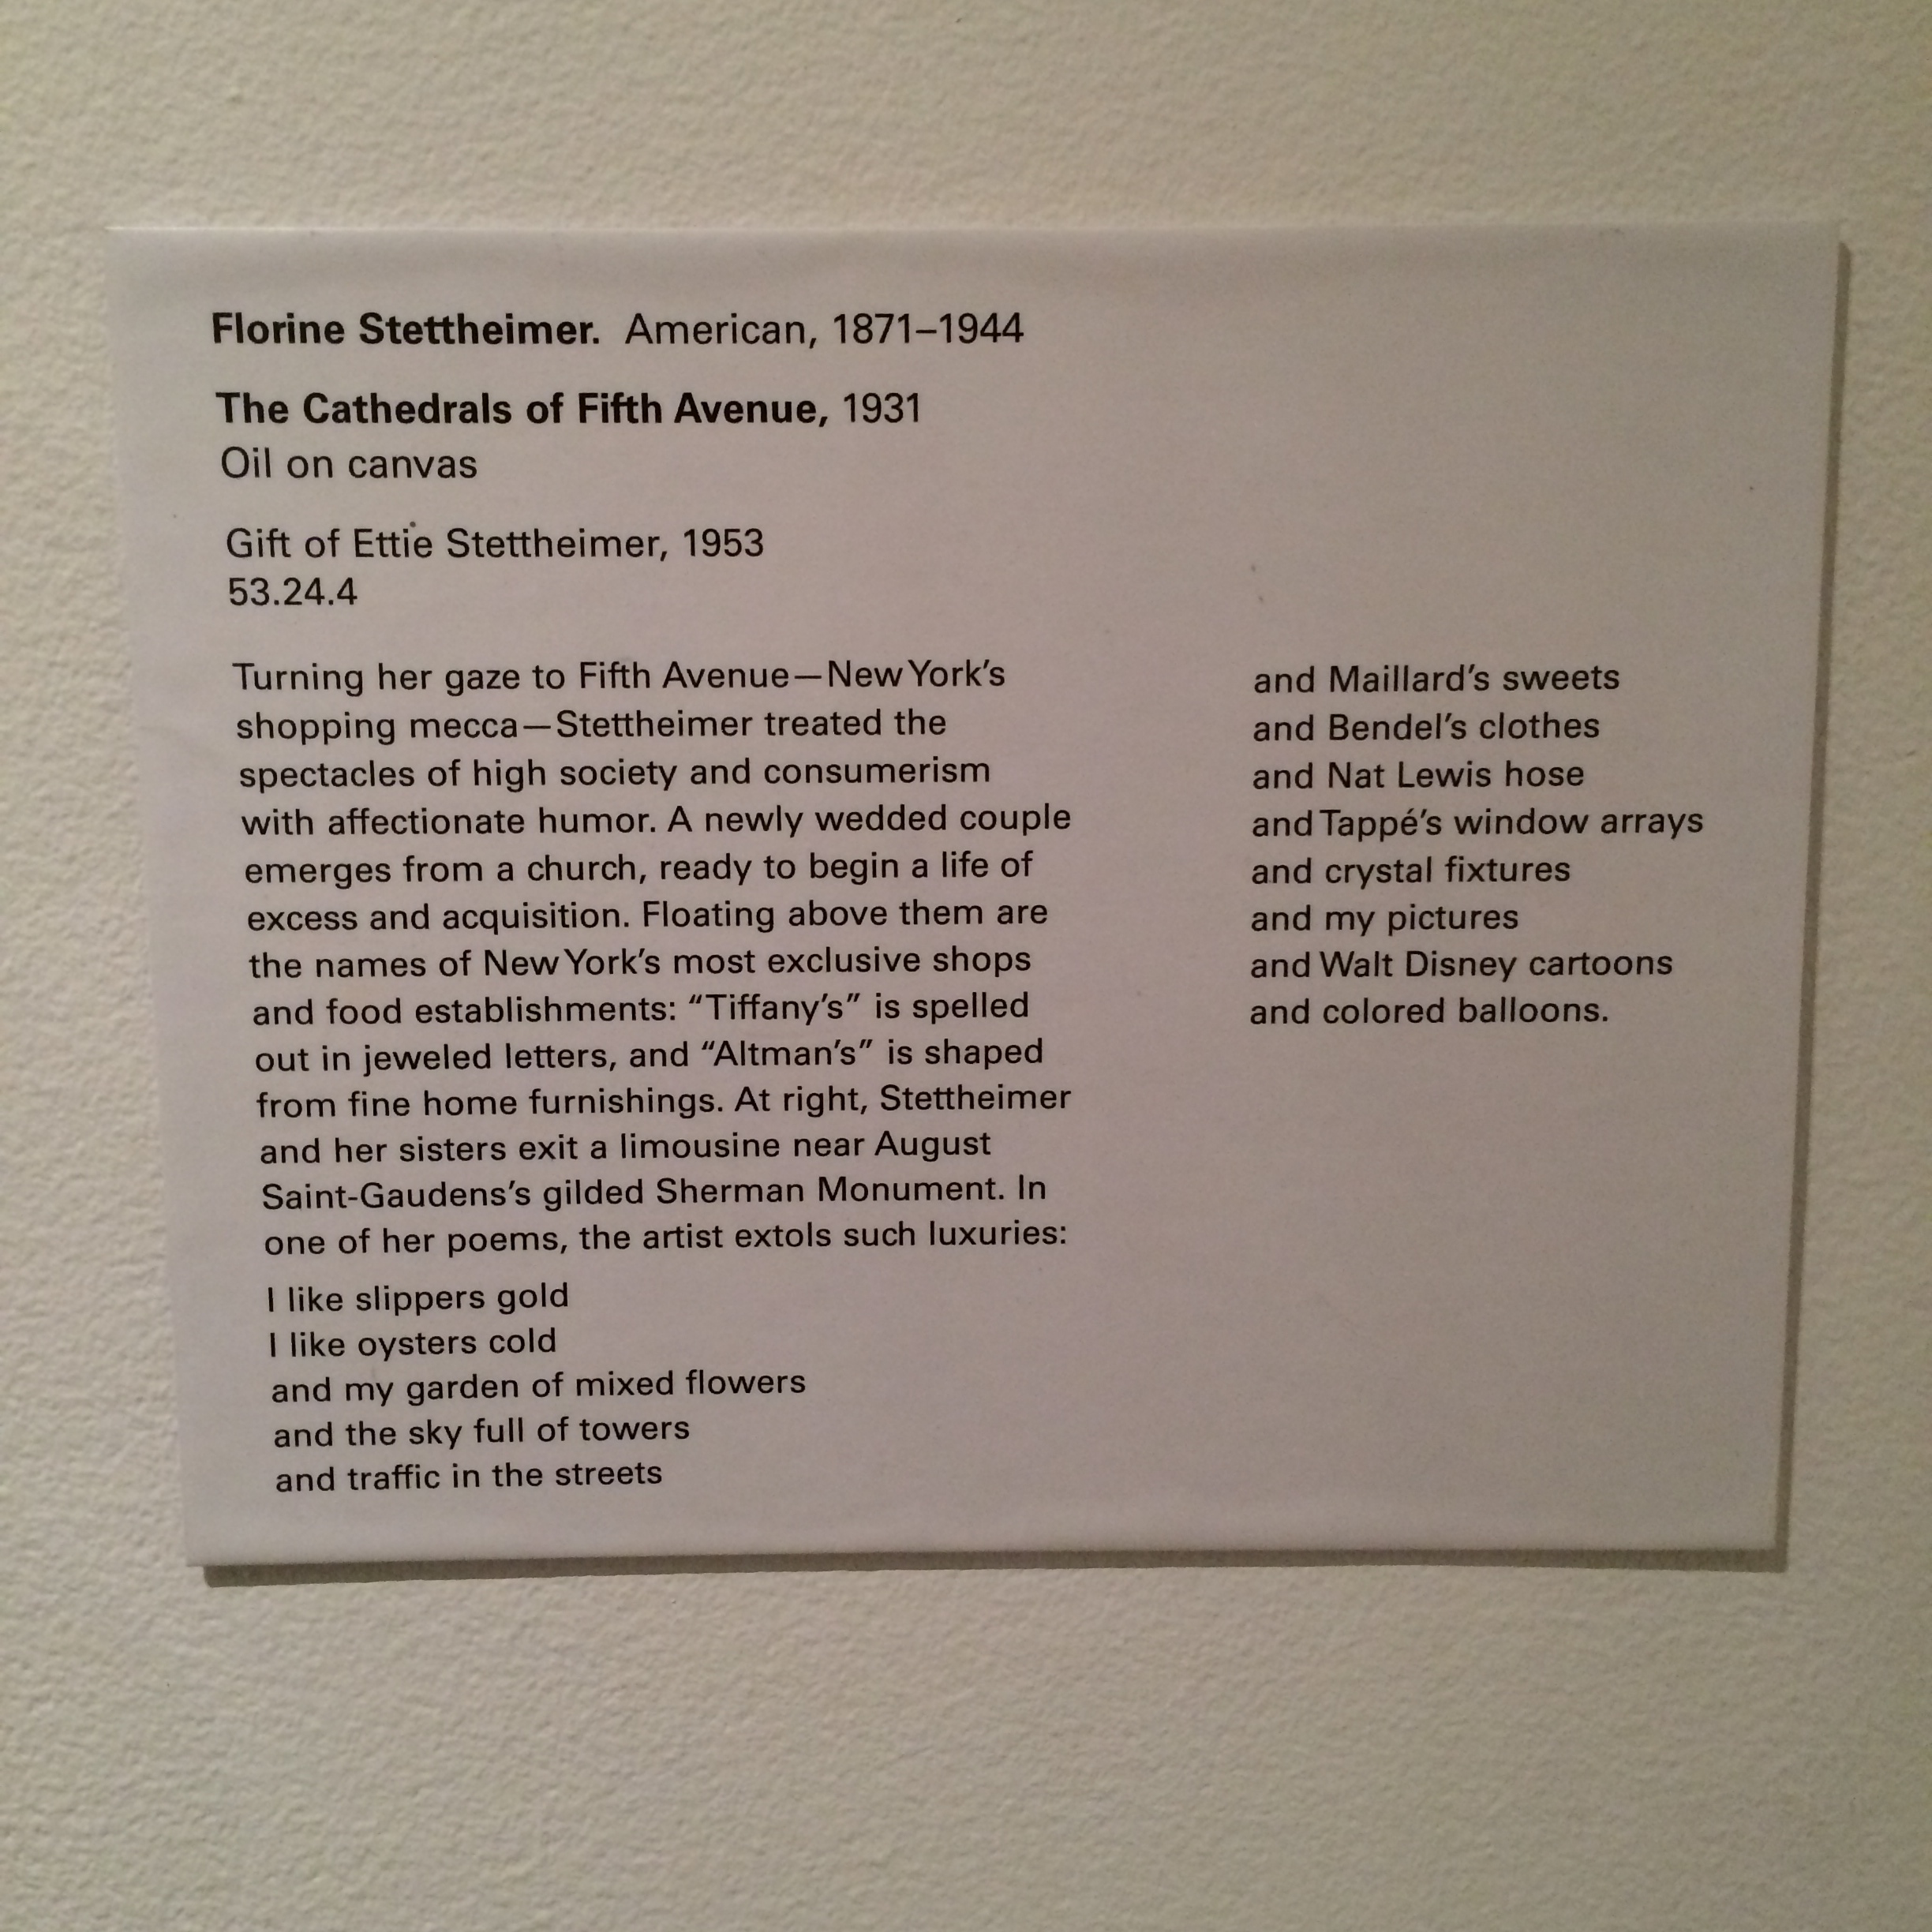 Florine Stettheimer. American, 1871–1944
The Cathedrals of Fifth Avenue, 1931
Oil on canvas
Gift of Ettie Stettheimer, 1953
53.24.4
Turning her gaze to Fifth Avenue—New York’s
shopping mecca—Stettheimer treated the
spectacles of high society and consumerism
with affectionate humor. A newly wedded couple
emerges from a church, ready to begin a life of
excess and acquisition. Floating above them are
the names of New York’s most exclusive shops
and food establishments: “Tiffany’s” is spelled
out in jeweled letters, and “Altman’s” is shaped
from fine home furnishings. At right, Stettheimer
and her sisters exit a limousine near August
Saint-Gaudens’s gilded Sherman Monument. In
one of her poems, the artist extols such luxuries:
I like slippers gold
I like oysters cold
and my garden of mixed flowers
and the sky full of towers
and traffic in the streets
and Maillard’s sweets
and Bendel’s clothes
and Nat Lewis hose
and Tappé’s window arrays
and crystal fixtures
and my pictures
and Walt Disney cartoons
and colored balloons.